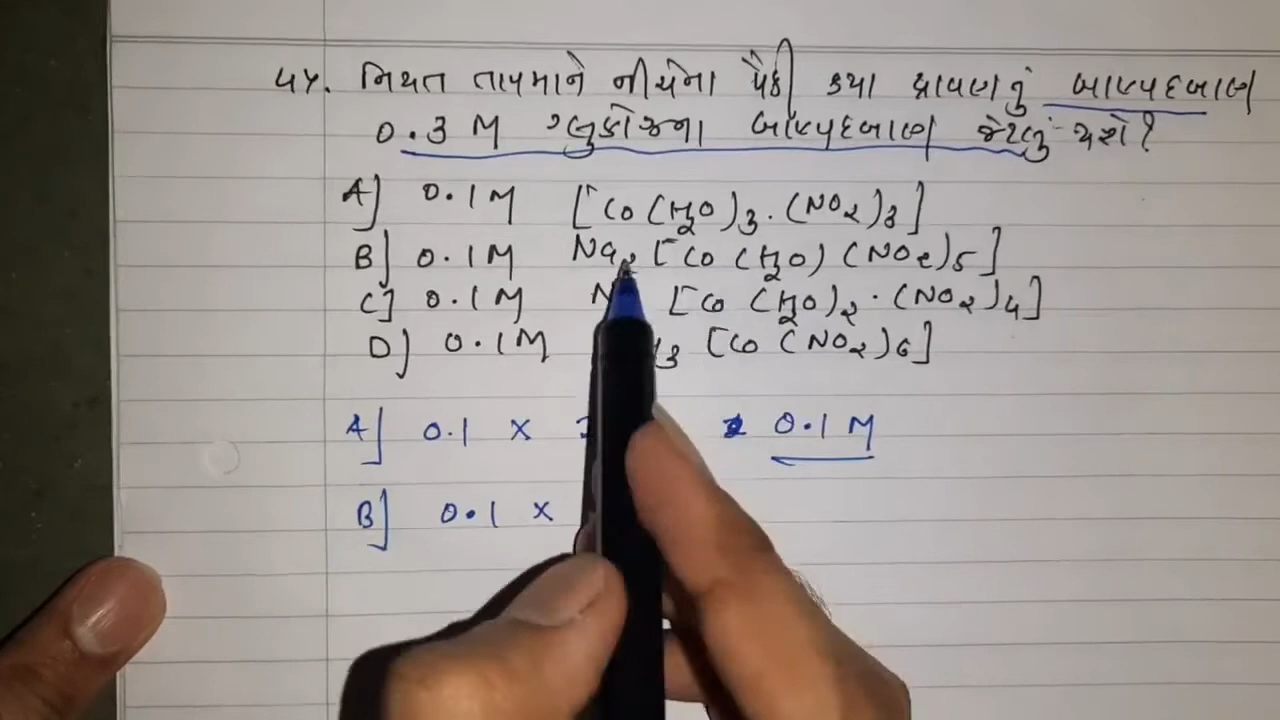 ૫૪. નિયત તાપમાને નીચેના પૈકી કયા દ્રાવણનું બાષ્પદબાણ
0.3 M ગ્લુકોઝના બાષ્પદબાણ જેટલું થશે?
A] 0.1 M [Co(H₂O)₃·(NO₂)₃]
B] 0.1 M Na₂[Co(H₂O)(NO₂)₅]
C] 0.1 M [Co(H₂O)₂·(NO₂)₄]
D] 0.1 M [Co(NO₂)₆]
A] 0.1 × = 0.1 M
B] 0.1 ×